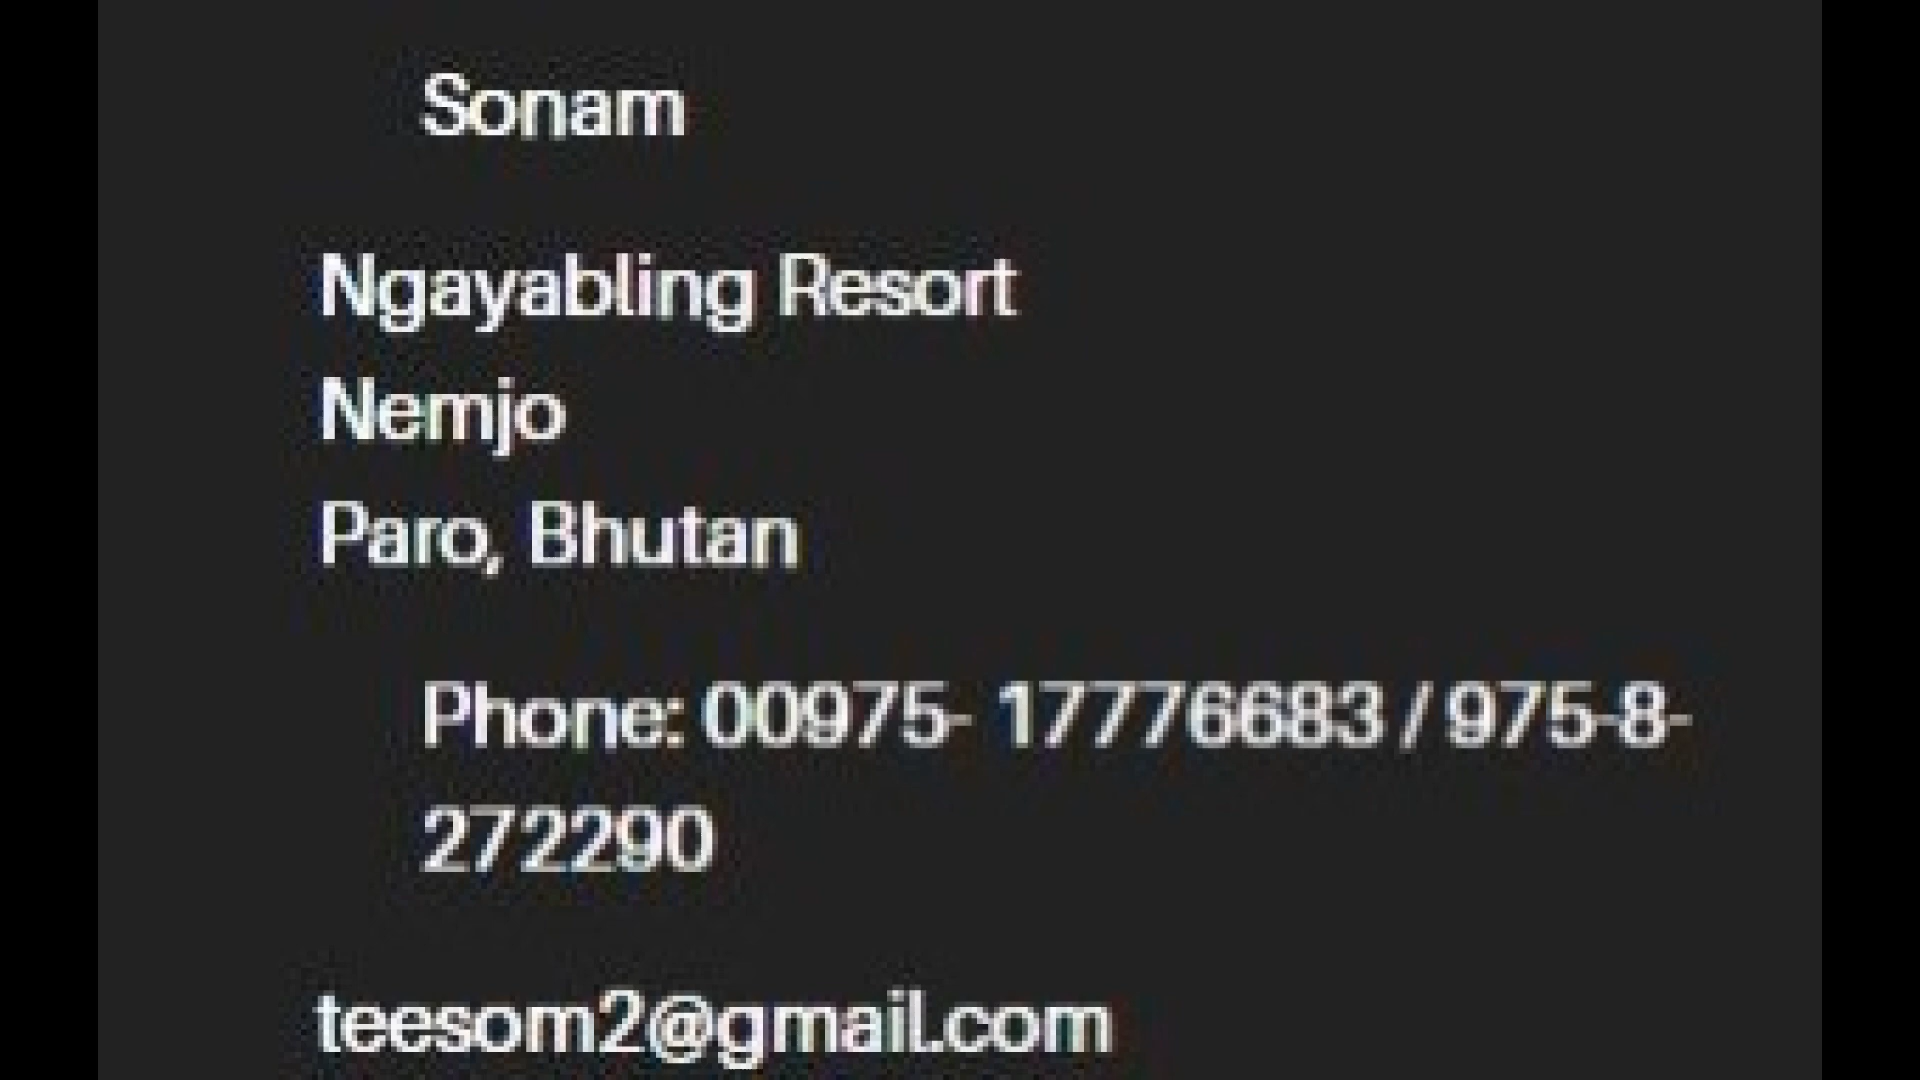 Sonam
Ngayabling Resort
Nemjo
Paro, Bhutan
Phone: 00975- 17776683 / 975-8-
272290
teesom2@gmail.com